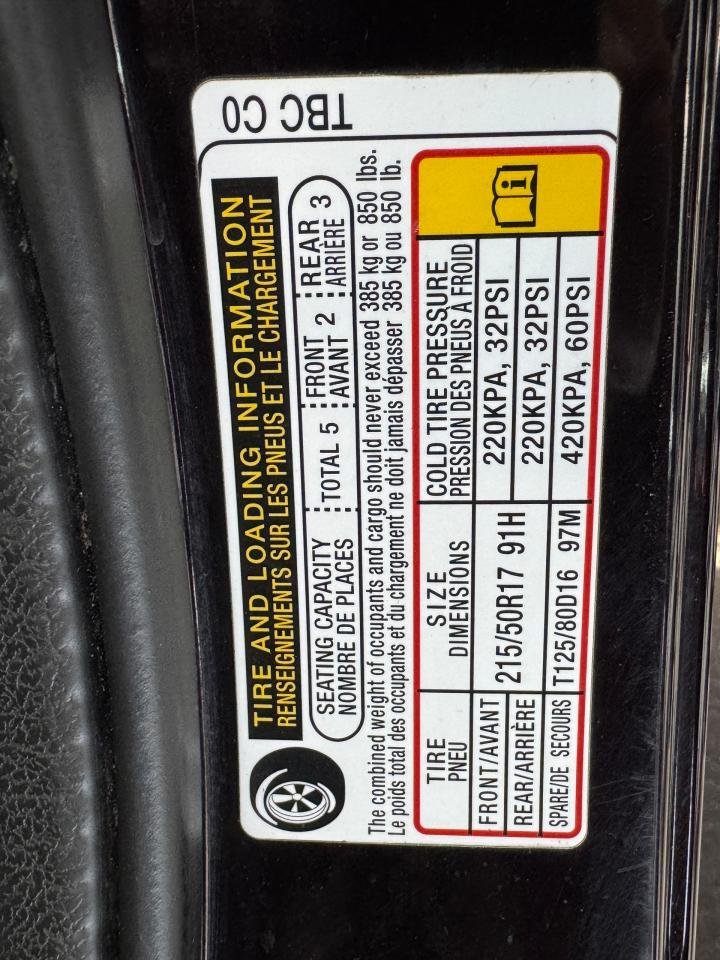 TBC C0
TIRE AND LOADING INFORMATION
RENSEIGNEMENTS SUR LES PNEUS ET LE CHARGEMENT
SEATING CAPACITY TOTAL 5 FRONT 2 REAR 3
NOMBRE DE PLACES AVANT ARRIÈRE
The combined weight of occupants and cargo should never exceed 385 kg or 850 lbs.
Le poids total des occupants et du chargement ne doit jamais dépasser 385 kg ou 850 lb.
TIRE SIZE COLD TIRE PRESSURE
PNEU DIMENSIONS PRESSION DES PNEUS À FROID
FRONT/AVANT 215/50R17 91H 220KPA, 32PSI
REAR/ARRIÈRE 220KPA, 32PSI
SPARE/DE SECOURS T125/80D16 97M 420KPA, 60PSI